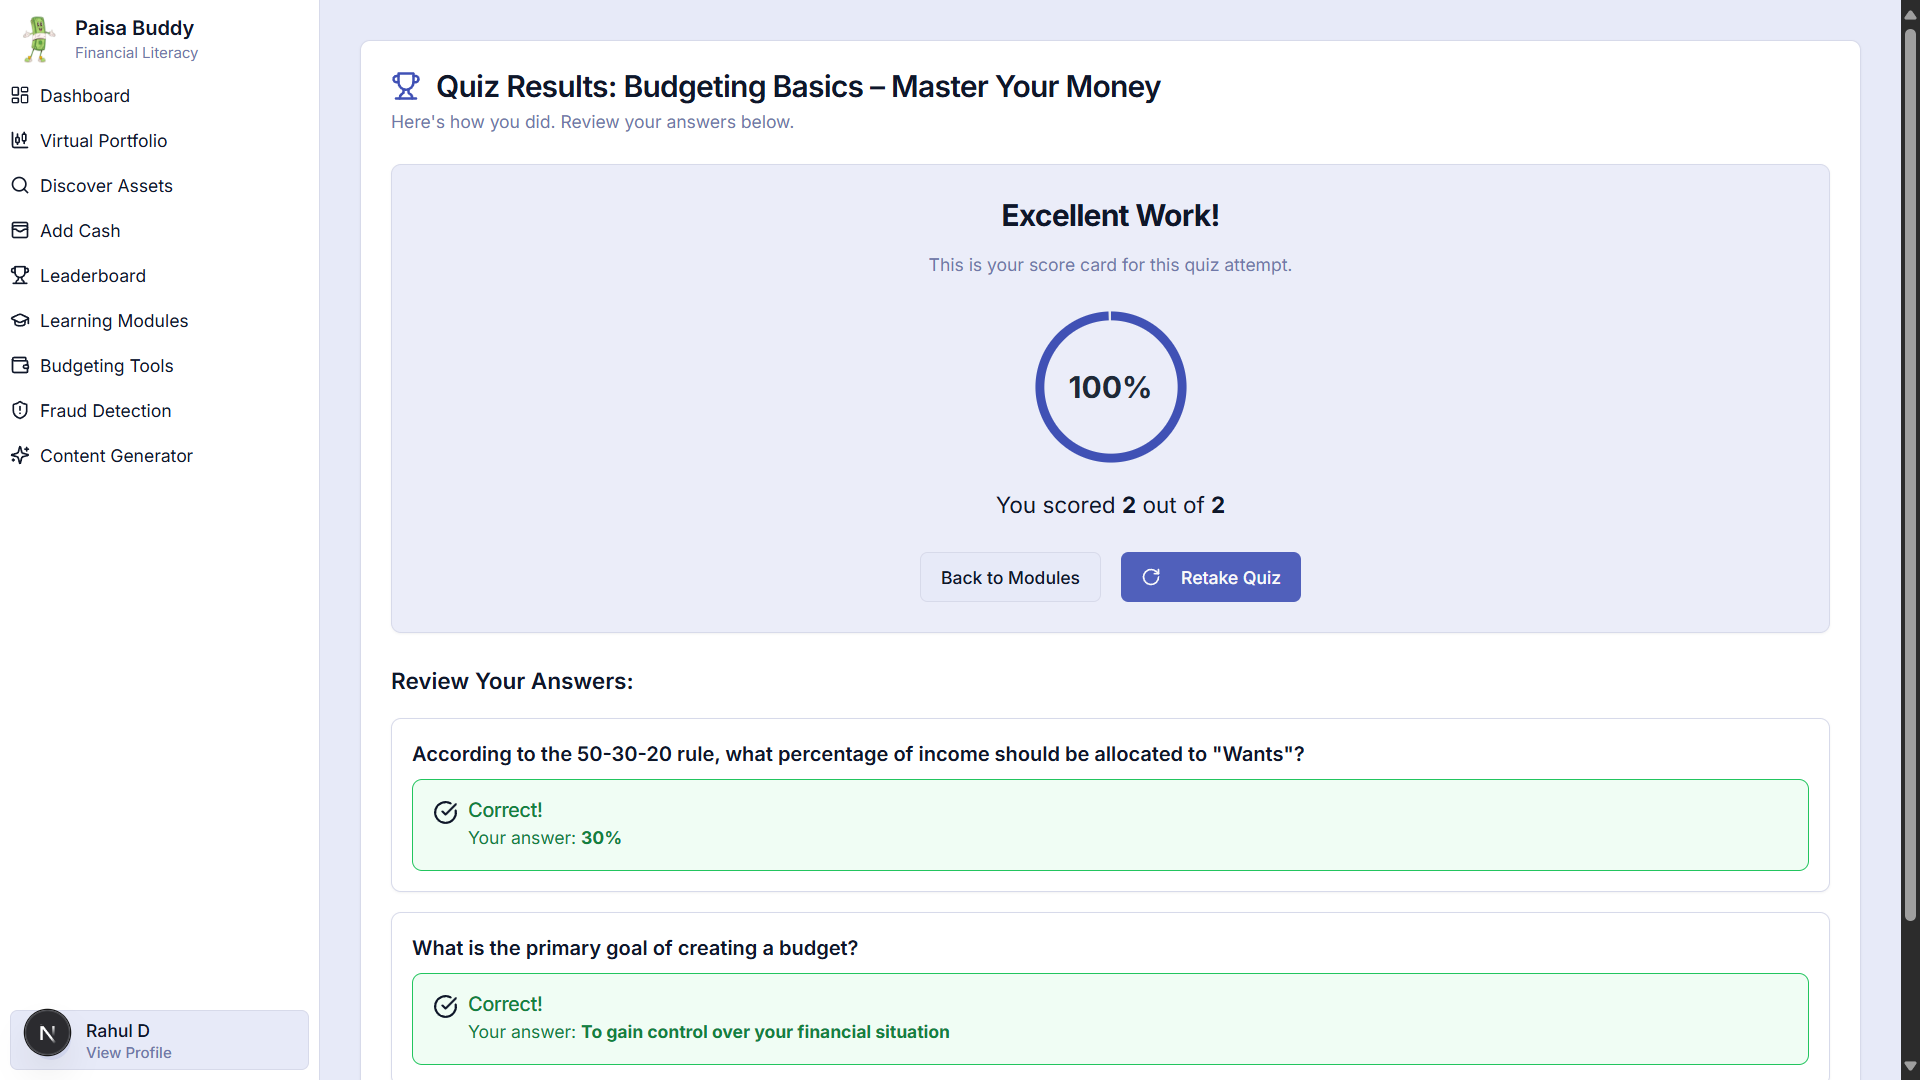 Paisa Buddy
Financial Literacy
Dashboard
Virtual Portfolio
Discover Assets
Add Cash
Leaderboard
Learning Modules
Budgeting Tools
Fraud Detection
Content Generator
N
Rahul D
View Profile
Quiz Results: Budgeting Basics – Master Your Money
Here's how you did. Review your answers below.
Excellent Work!
This is your score card for this quiz attempt.
100%
You scored 2 out of 2
Back to Modules
Retake Quiz
Review Your Answers:
According to the 50-30-20 rule, what percentage of income should be allocated to "Wants"?
Correct!
Your answer: 30%
What is the primary goal of creating a budget?
Correct!
Your answer: To gain control over your financial situation